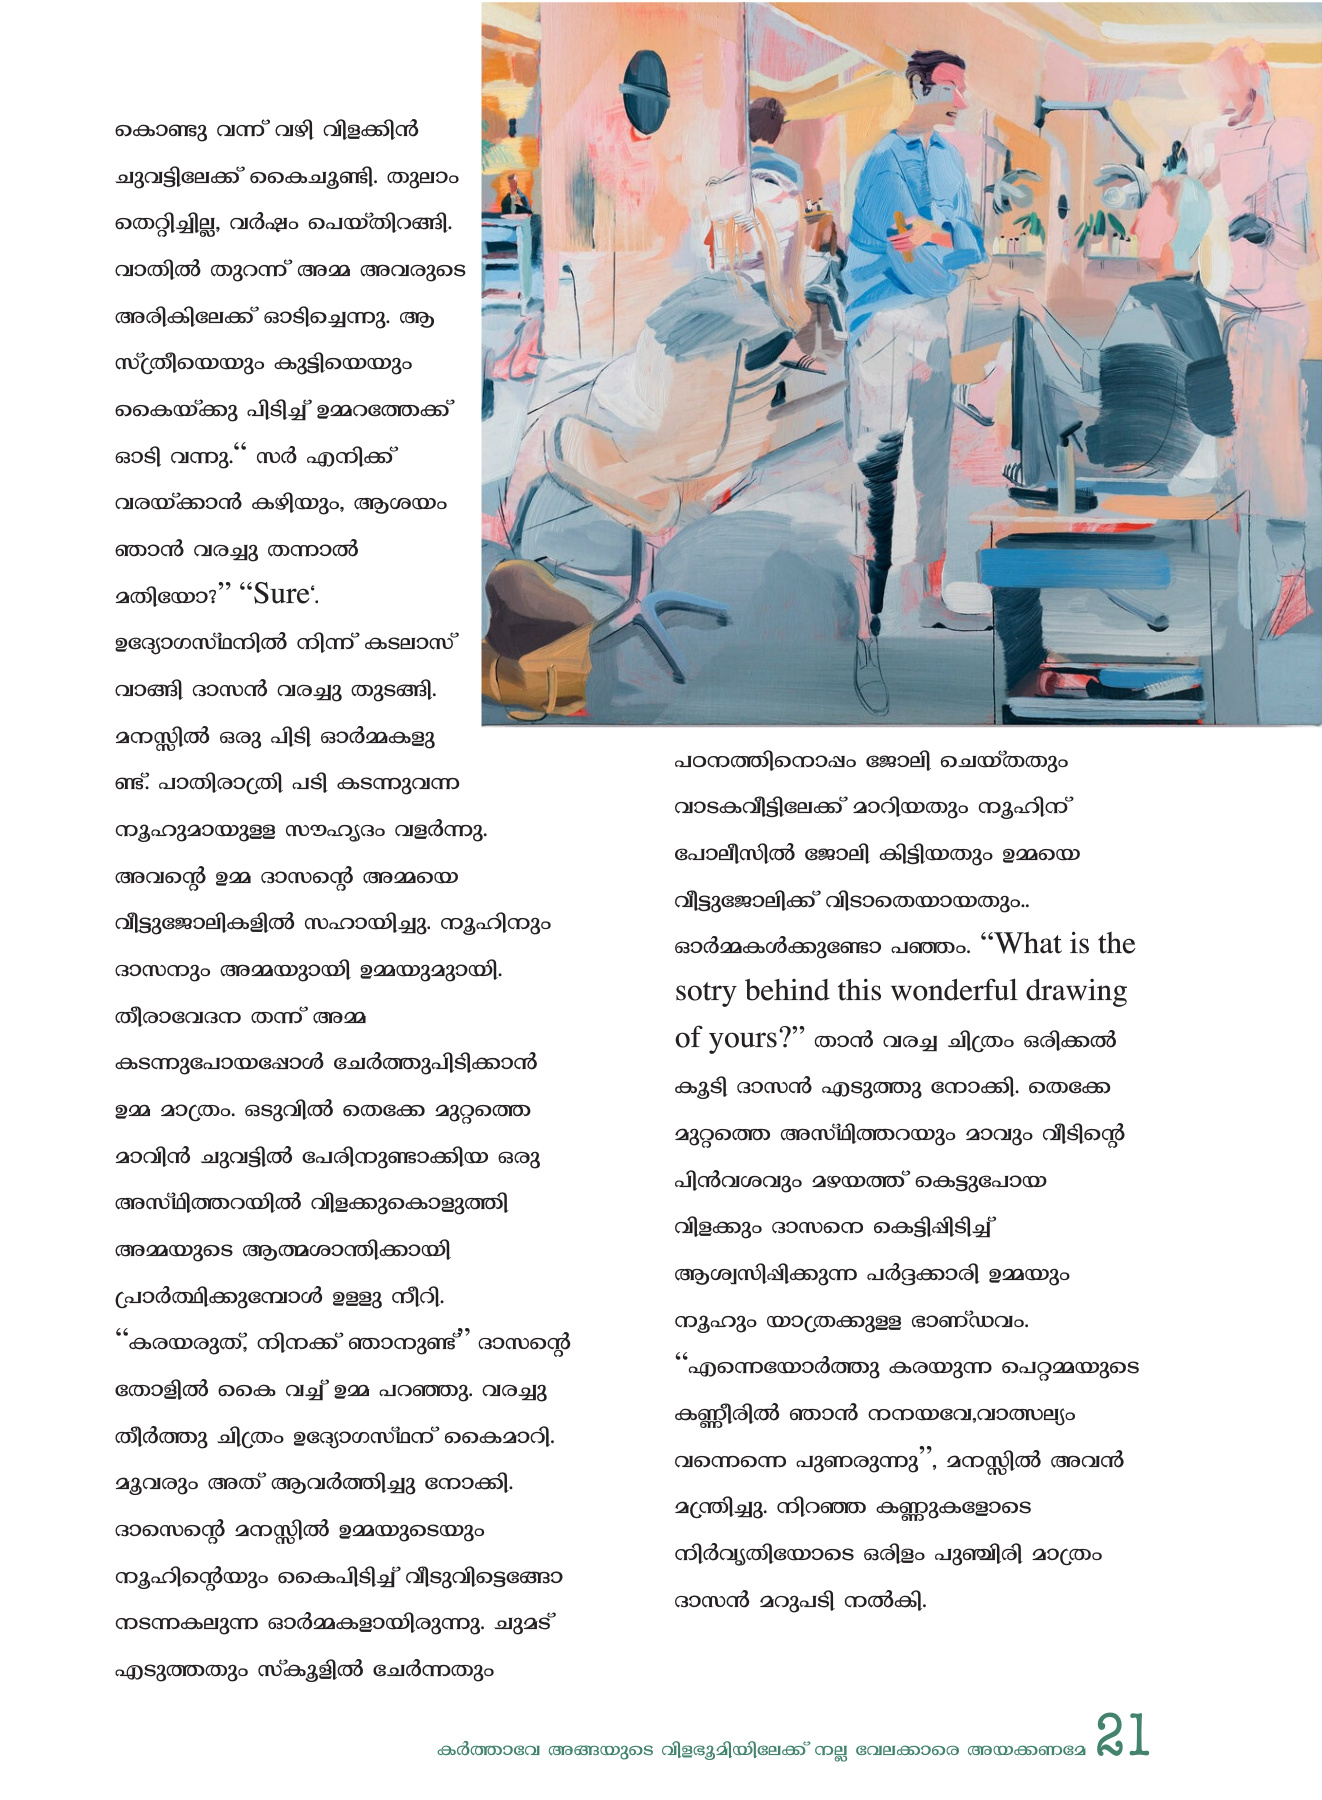 കൊണ്ടു വന്ന് വഴി വിളക്കിൻ
ചുവട്ടിലേക്ക് കൈചൂണ്ടി. തുലാം
തെറ്റിച്ചില്ല, വർഷം പെയ്തിറങ്ങി.
വാതിൽ തുറന്ന് അമ്മ അവരുടെ
അരികിലേക്ക് ഓടിച്ചെന്നു. ആ
സ്ത്രീയെയും കുട്ടിയെയും
കൈയ്ക്കു പിടിച്ച് ഉമ്മറത്തേക്ക്
ഓടി വന്നു.“ സർ എനിക്ക്
വരയ്ക്കാൻ കഴിയും, ആശയം
ഞാൻ വരച്ചു തന്നാൽ
മതിയോ?” “Sure‘.
ഉദ്യോഗസ്ഥനിൽ നിന്ന് കടലാസ്
വാങ്ങി ദാസൻ വരച്ചു തുടങ്ങി.
മനസ്സിൽ ഒരു പിടി ഓർമ്മകളു
ണ്ട്. പാതിരാത്രി പടി കടന്നുവന്ന
നൂഹുമായുള്ള സൗഹൃദം വളർന്നു.
അവന്റെ ഉമ്മ ദാസന്റെ അമ്മയെ
വീട്ടുജോലികളിൽ സഹായിച്ചു. നൂഹിനും
ദാസനും അമ്മയുായി ഉമ്മയുമുായി.
തീരാവേദന തന്ന് അമ്മ
കടന്നുപോയപ്പോൾ ചേർത്തുപിടിക്കാൻ
ഉമ്മ മാത്രം. ഒടുവിൽ തെക്കേ മുറ്റത്തെ
മാവിൻ ചുവട്ടിൽ പേരിനുണ്ടാക്കിയ ഒരു
അസ്ഥിത്തറയിൽ വിളക്കുകൊളുത്തി
അമ്മയുടെ ആത്മശാന്തിക്കായി
പ്രാർത്ഥിക്കുമ്പോൾ ഉള്ളു നീറി.
“കരയരുത്, നിനക്ക് ഞാനുണ്ട്” ദാസന്റെ
തോളിൽ കൈ വച്ച് ഉമ്മ പറഞ്ഞു. വരച്ചു
തീർത്തു ചിത്രം ഉദ്യോഗസ്ഥന് കൈമാറി.
മൂവരും അത് ആവർത്തിച്ചു നോക്കി.
ദാസെന്റെ മനസ്സിൽ ഉമ്മയുടെയും
നൂഹിന്റെയും കൈപിടിച്ച് വീടുവിട്ടെങ്ങോ
നടന്നകലുന്ന ഓർമ്മകളായിരുന്നു. ചുമട്
എടുത്തതും സ്കൂളിൽ ചേർന്നതും
പഠനത്തിനൊപ്പം ജോലി ചെയ്തതും
വാടകവീട്ടിലേക്ക് മാറിയതും നൂഹിന്
പോലീസിൽ ജോലി കിട്ടിയതും ഉമ്മയെ
വീട്ടുജോലിക്ക് വിടാതെയായതും..
ഓർമ്മകൾക്കുണ്ടോ പഞ്ഞം. “What is the
sotry behind this wonderful drawing
of yours?” താൻ വരച്ച ചിത്രം ഒരിക്കൽ
കൂടി ദാസൻ എടുത്തു നോക്കി. തെക്കേ
മുറ്റത്തെ അസ്ഥിത്തറയും മാവും വീടിന്റെ
പിൻവശവും മഴയത്ത് കെട്ടുപോയ
വിളക്കും ദാസനെ കെട്ടിപ്പിടിച്ച്
ആശ്വസിപ്പിക്കുന്ന പർദ്ദക്കാരി ഉമ്മയും
നൂഹും യാത്രക്കുള്ള ഭാണ്ഡവം.
“എന്നെയോർത്തു കരയുന്ന പെറ്റമ്മയുടെ
കണ്ണീരിൽ ഞാൻ നനയവേ,വാത്സല്യം
വന്നെന്നെ പുണരുന്നു”, മനസ്സിൽ അവൻ
മന്ത്രിച്ചു. നിറഞ്ഞ കണ്ണുകളോടെ
നിർവൃതിയോടെ ഒരിളം പുഞ്ചിരി മാത്രം
ദാസൻ മറുപടി നൽകി.
കർത്താവേ അങ്ങയുടെ വിളഭൂമിയിലേക്ക് നല്ല വേലക്കാരെ അയക്കണമേ 21